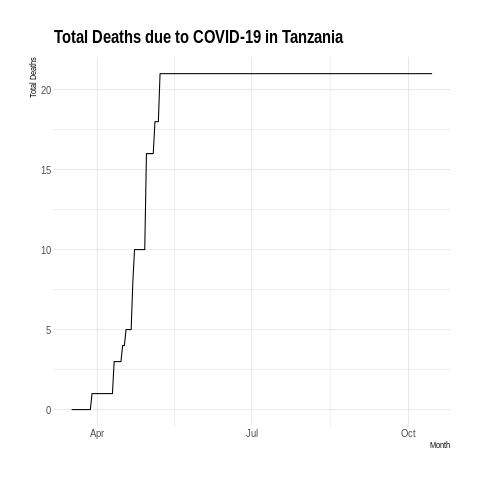 Total Deaths due to COVID-19 in Tanzania
Total Deaths
20
15
10
5
0
Apr
Jul
Oct
Month